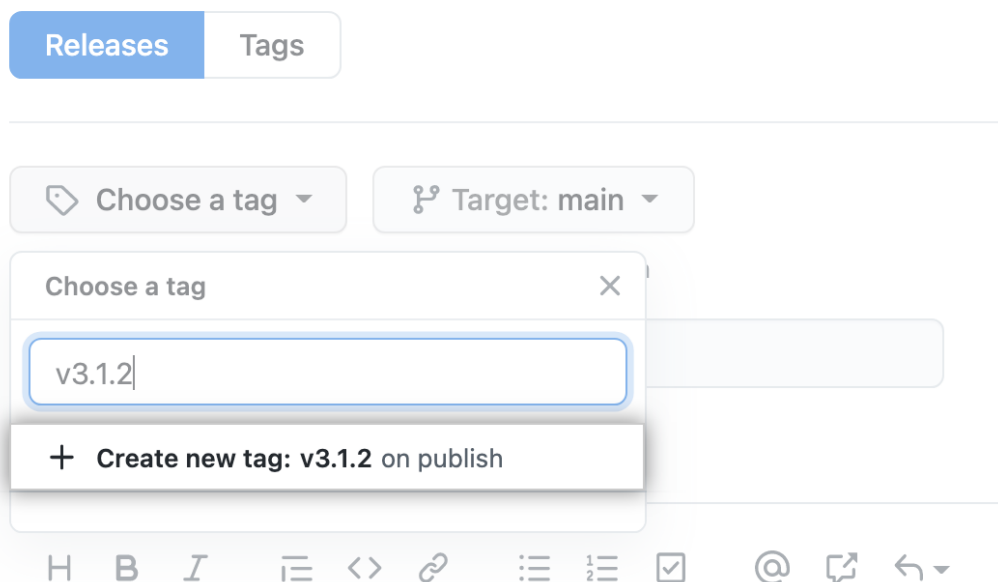 Releases Tags
Choose a tag Target: main
Choose a tag
v3.1.2
Create new tag: v3.1.2 on publish